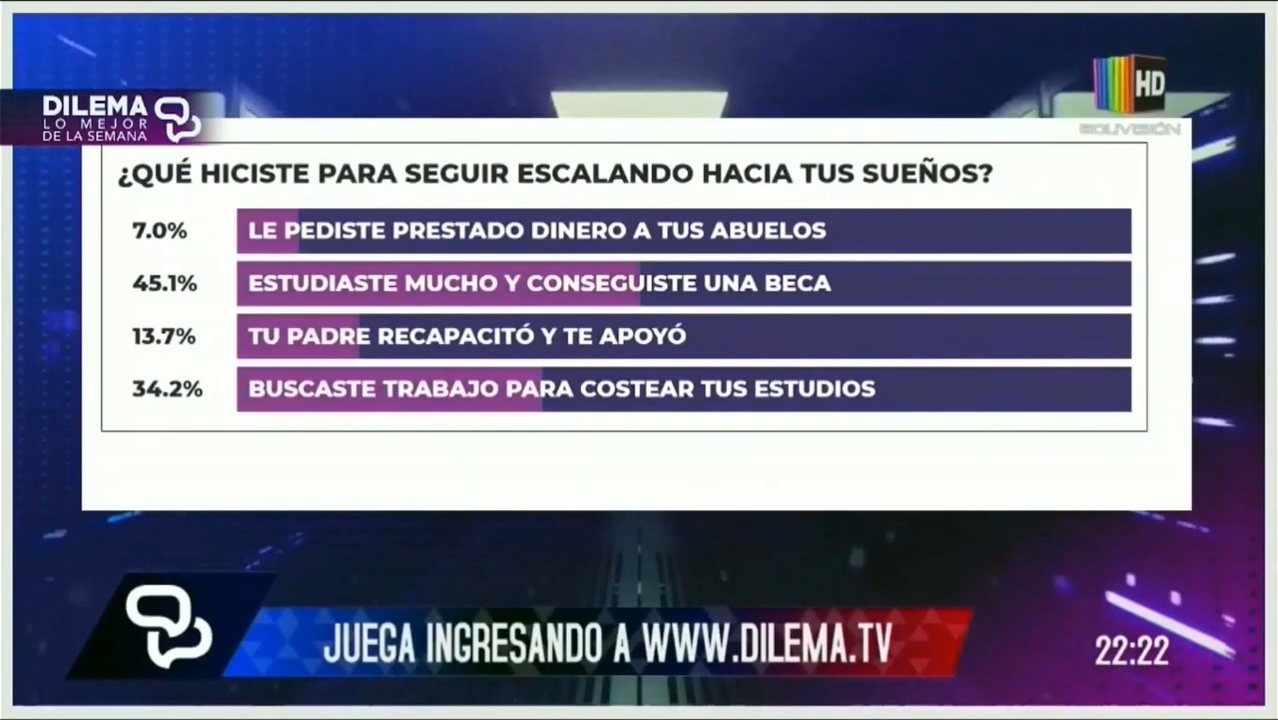 DILEMA
LO MEJOR
DE LA SEMANA
HD
BOLIVISIÓN
¿QUÉ HICISTE PARA SEGUIR ESCALANDO HACIA TUS SUEÑOS?
7.0% LE PEDISTE PRESTADO DINERO A TUS ABUELOS
45.1% ESTUDIASTE MUCHO Y CONSEGUISTE UNA BECA
13.7% TU PADRE RECAPACITÓ Y TE APOYÓ
34.2% BUSCASTE TRABAJO PARA COSTEAR TUS ESTUDIOS
JUEGA INGRESANDO A WWW.DILEMA.TV
22:22